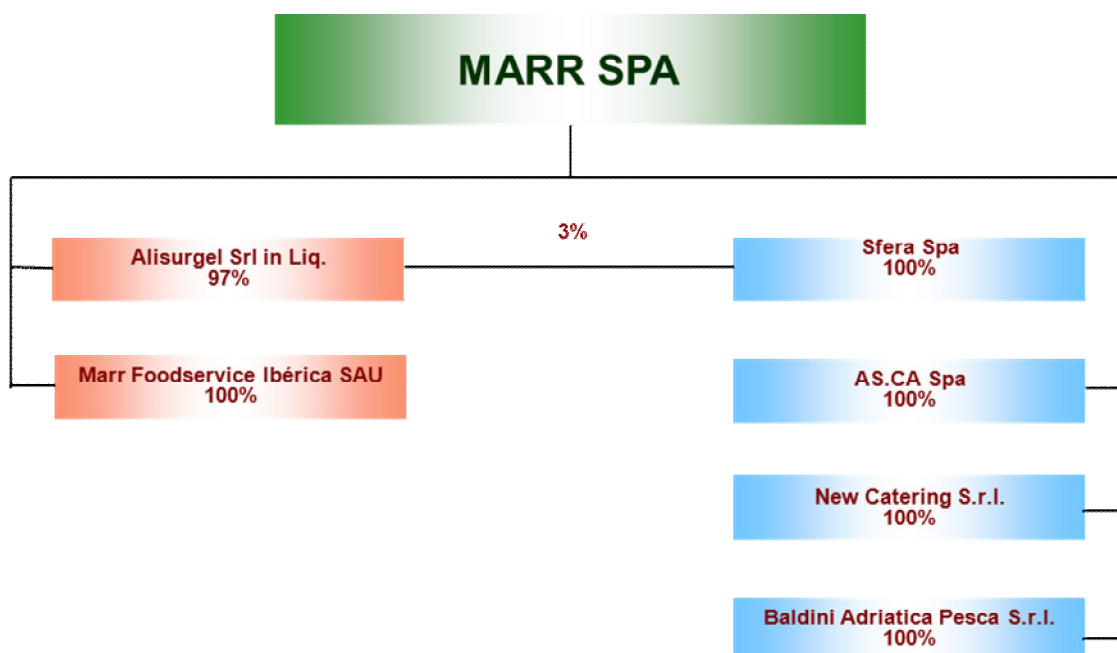 MARR SPA
3%
Alisurgel Srl in Liq.
97%
Sfera Spa
100%
Marr Foodservice Ibérica SAU
100%
AS.CA Spa
100%
New Catering S.r.l.
100%
Baldini Adriatica Pesca S.r.l.
100%